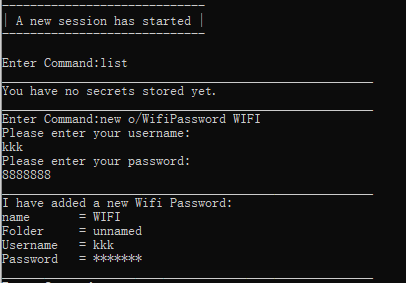 -----------------------------
| A new session has started |
-----------------------------
Enter Command:list
You have no secrets stored yet.
Enter Command:new o/WifiPassword WIFI
Please enter your username:
kkk
Please enter your password:
8888888
I have added a new Wifi Password:
name       = WIFI
Folder     = unnamed
Username   = kkk
Password   = *******